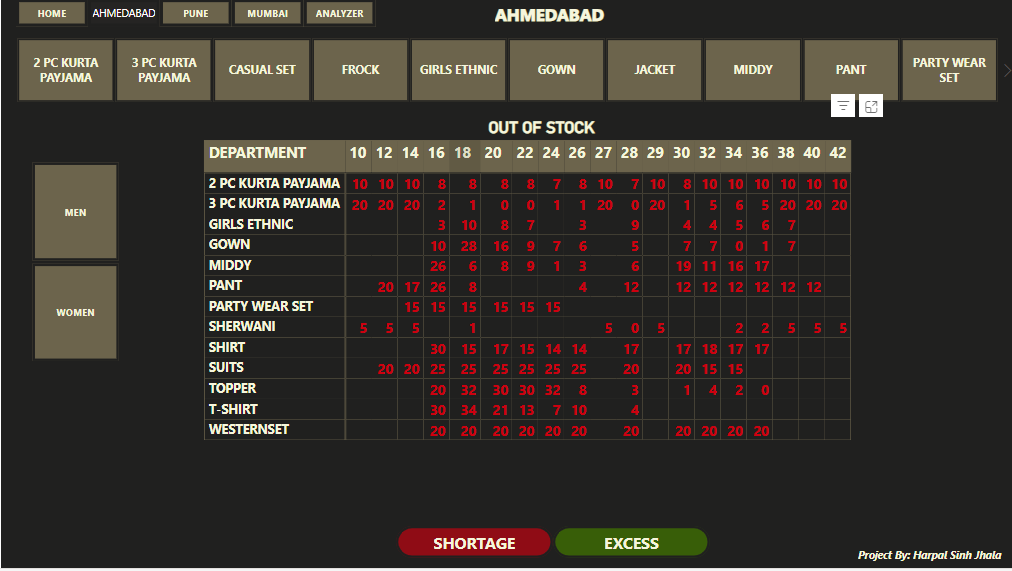 HOME AHMEDABAD PUNE MUMBAI ANALYZER AHMEDABAD
2 PC KURTA PAYJAMA 3 PC KURTA PAYJAMA CASUAL SET FROCK GIRLS ETHNIC GOWN JACKET MIDDY PANT PARTY WEAR SET
OUT OF STOCK
DEPARTMENT 10 12 14 16 18 20 22 24 26 27 28 29 30 32 34 36 38 40 42
2 PC KURTA PAYJAMA 10 10 10 8 8 8 8 7 8 10 7 10 8 10 10 10 10 10 10
3 PC KURTA PAYJAMA 20 20 20 2 1 0 0 1 1 20 0 20 1 5 6 5 20 20 20
GIRLS ETHNIC 3 10 8 7 3 9 4 4 5 6 7
GOWN 10 28 16 9 7 6 5 7 7 0 1 7
MIDDY 26 6 8 9 1 3 6 19 11 16 17
PANT 20 17 26 8 4 12 12 12 12 12 12 12
PARTY WEAR SET 15 15 15 15 15 15
SHERWANI 5 5 5 1 5 0 5 2 2 5 5 5
SHIRT 30 15 17 15 14 14 17 17 18 17 17
SUITS 20 20 25 25 25 25 25 25 20 20 15 15
TOPPER 20 32 30 30 32 8 3 1 4 2 0
T-SHIRT 30 34 21 13 7 10 4
WESTERNSET 20 20 20 20 20 20 20 20 20 20 20
MEN
WOMEN
SHORTAGE EXCESS
Project By: Harpal Sinh Jhala